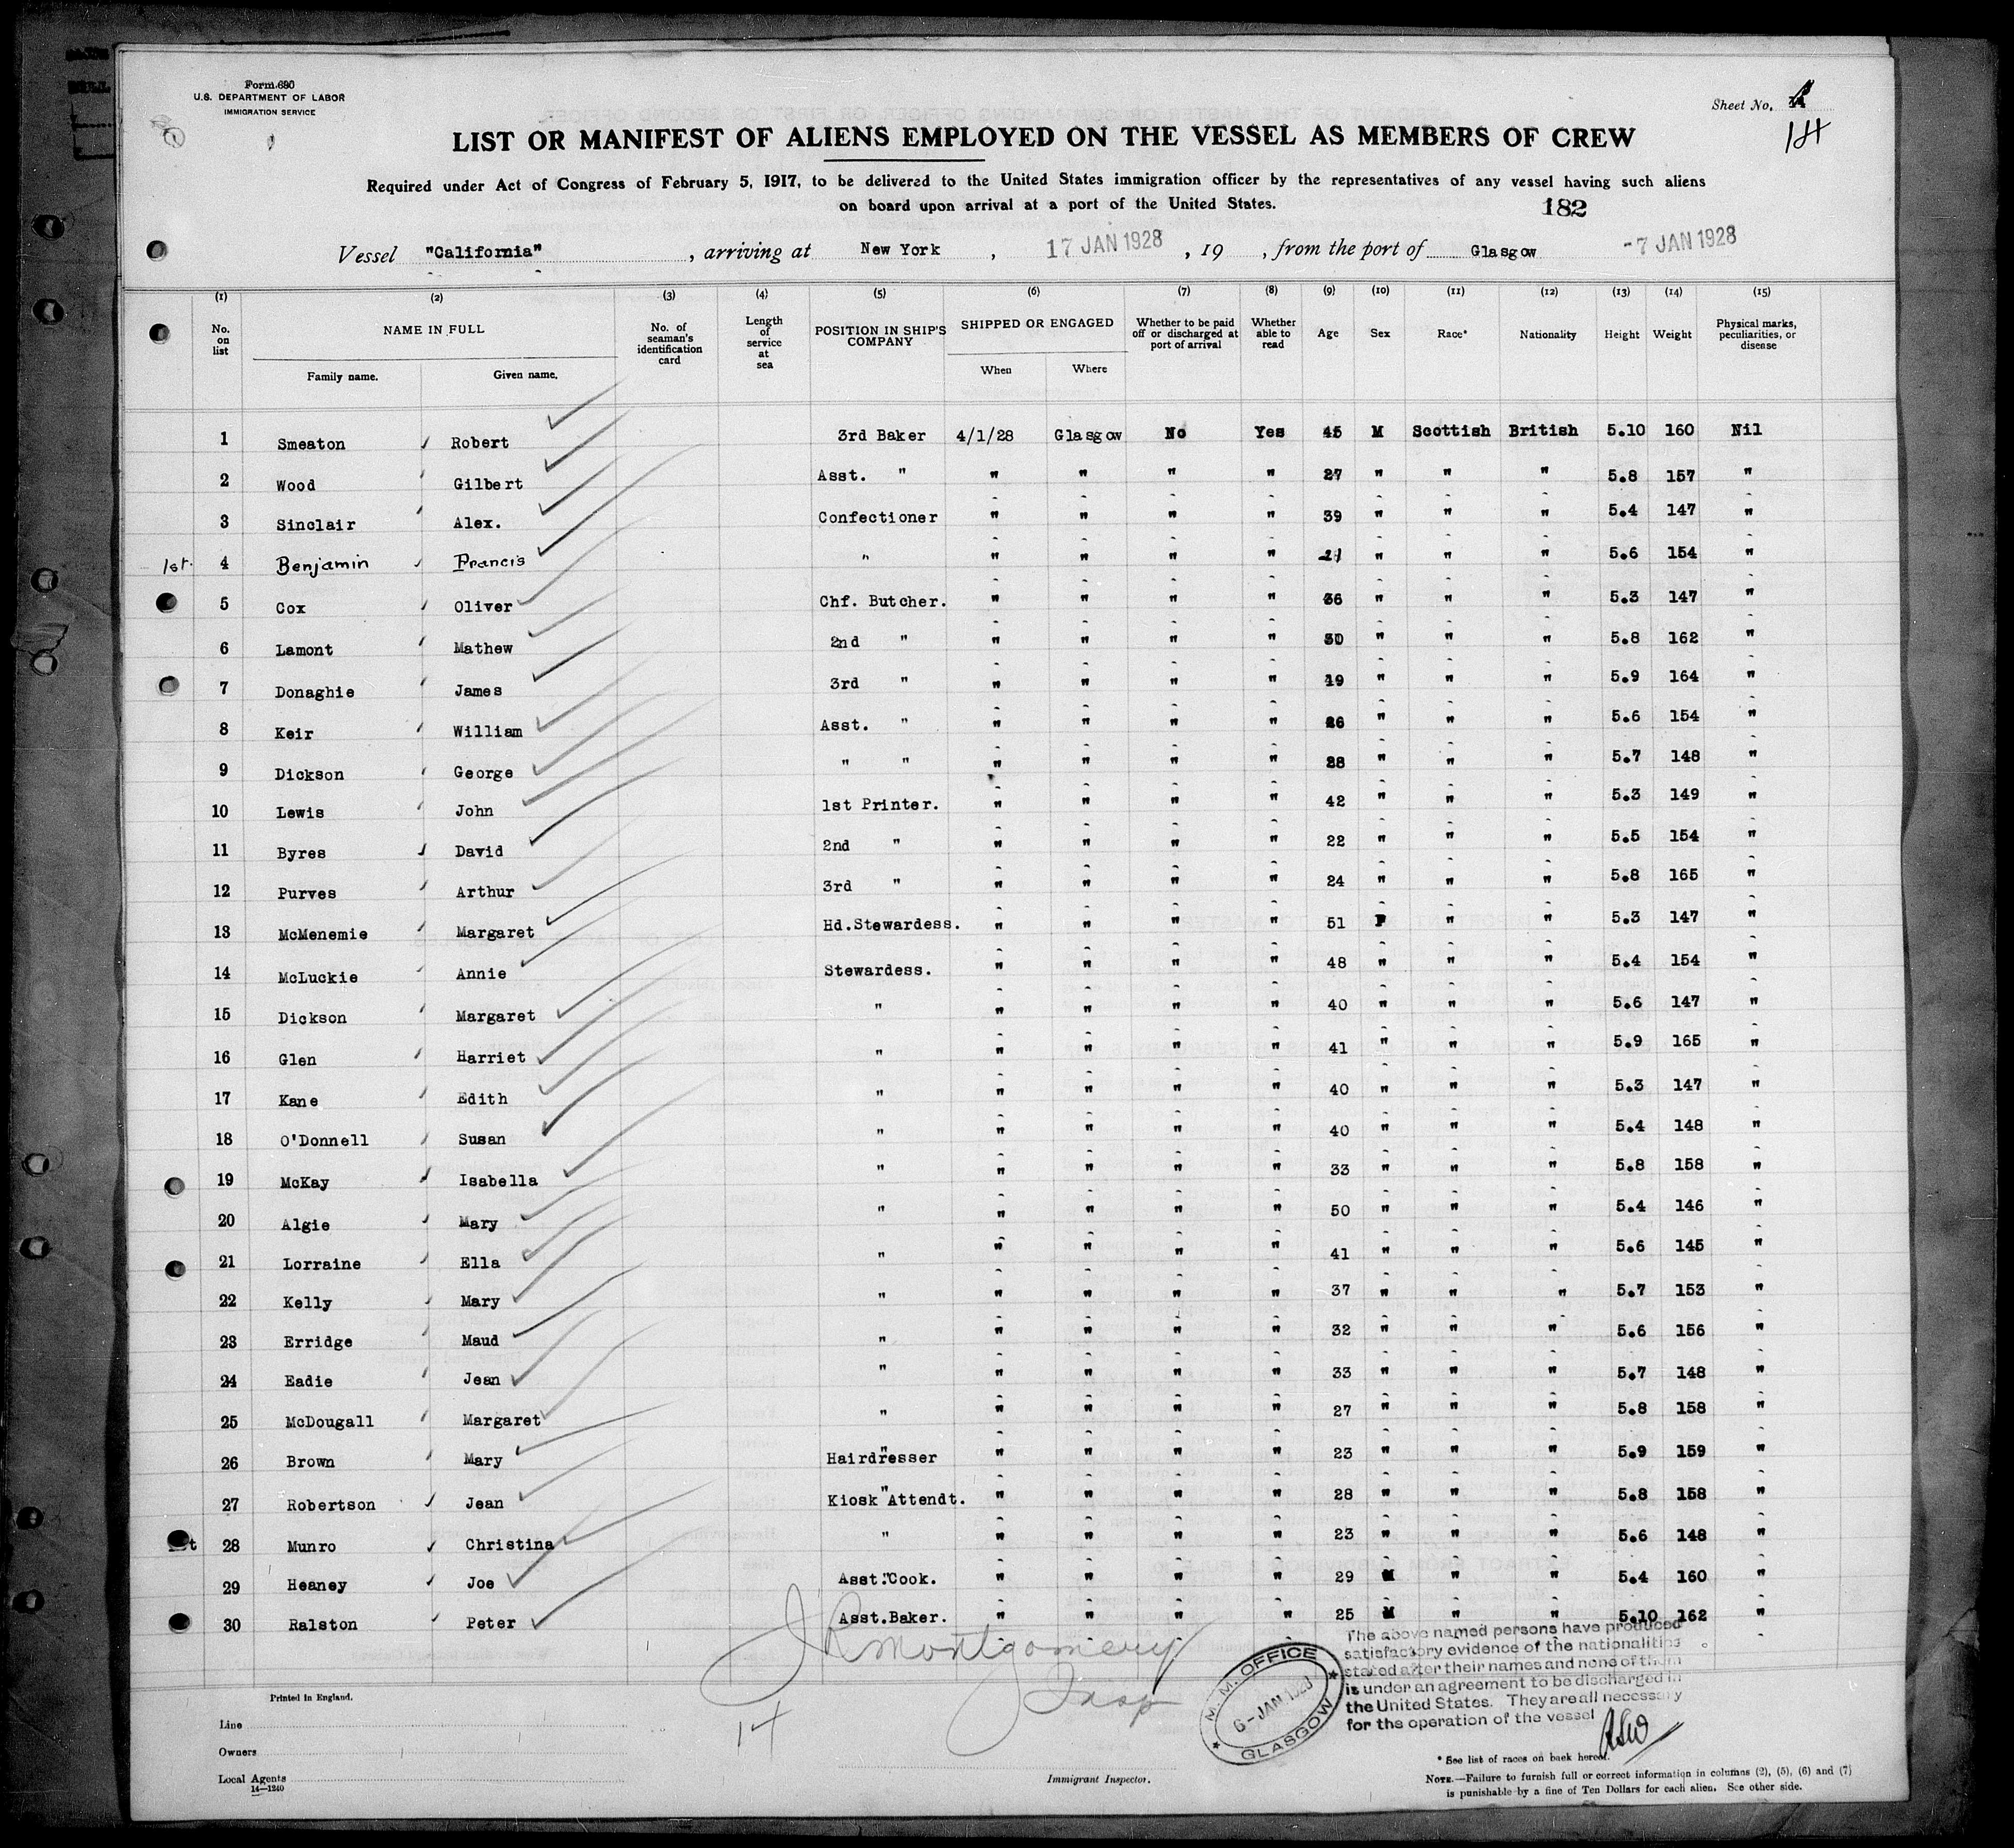 Form 680
U.S. DEPARTMENT OF LABOR
IMMIGRATION SERVICE
Sheet No.
14
LIST OR MANIFEST OF ALIENS EMPLOYED ON THE VESSEL AS MEMBERS OF CREW
Required under Act of Congress of February 5, 1917, to be delivered to the United States immigration officer by the representatives of any vessel having such aliens
on board upon arrival at a port of the United States.
182
Vessel "California", arriving at New York, 17 JAN 1928, 19 , from the port of Glasgow -7 JAN 1928
(1) (2) (3) (4) (5) (6) (7) (8) (9) (10) (11) (12) (13) (14) (15)
No. on list NAME IN FULL Family name. Given name. No. of seaman's identification card Length of service at sea POSITION IN SHIP'S COMPANY SHIPPED OR ENGAGED When Where Whether to be paid off or discharged at port of arrival Whether able to read Age Sex Race* Nationality Height Weight Physical marks, peculiarities, or disease
1 Smeaton Robert 3rd Baker 4/1/28 Glasgow No Yes 45 M Scottish British 5.10 160 Nil
2 Wood Gilbert Asst. " " " " " 27 " " " 5.8 157 "
3 Sinclair Alex. Confectioner " " " " 39 " " " 5.4 147 "
1st. 4 Benjamin Francis " " " " " 21 " " " 5.6 154 "
5 Cox Oliver Chf. Butcher. " " " " 36 " " " 5.3 147 "
6 Lamont Mathew 2nd " " " " " 30 " " " 5.8 162 "
7 Donaghie James 3rd " " " " " 49 " " " 5.9 164 "
8 Keir William Asst. " " " " " 26 " " " 5.6 154 "
9 Dickson George " " " " " " 28 " " " 5.7 148 "
10 Lewis John 1st Printer. " " " " 42 " " " 5.3 149 "
11 Byres David 2nd " " " " " 22 " " " 5.5 154 "
12 Purves Arthur 3rd " " " " " 24 " " " 5.8 165 "
13 McMenemie Margaret Hd.Stewardess. " " " " 51 F " " 5.3 147 "
14 McLuckie Annie Stewardess. " " " " 48 " " " 5.4 154 "
15 Dickson Margaret " " " " " 40 " " " 5.6 147 "
16 Glen Harriet " " " " " 41 " " " 5.9 165 "
17 Kane Edith " " " " " 40 " " " 5.3 147 "
18 O'Donnell Susan " " " " " 40 " " " 5.4 148 "
19 McKay Isabella " " " " " 33 " " " 5.8 158 "
20 Algie Mary " " " " " 50 " " " 5.4 146 "
21 Lorraine Ella " " " " " 41 " " " 5.6 145 "
22 Kelly Mary " " " " " 37 " " " 5.7 153 "
23 Erridge Maud " " " " " 32 " " " 5.6 156 "
24 Eadie Jean " " " " " 33 " " " 5.7 148 "
25 McDougall Margaret " " " " " 27 " " " 5.8 158 "
26 Brown Mary Hairdresser " " " " 23 " " " 5.9 159 "
27 Robertson Jean Kiosk Attendt. " " " " 28 " " " 5.8 158 "
28 Munro Christina " " " " " 23 " " " 5.6 148 "
29 Heaney Joe Asst. Cook. " " " " 29 M " " 5.4 160 "
30 Ralston Peter Asst.Baker. " " " " 25 M " " 5.10 162 "
JR Montgomery
Insp
14
M.M. OFFICE
6-JAN 1928
GLASGOW
The above named persons have produced
satisfactory evidence of the nationalities
stated after their names and none of them
is under an agreement to be discharged in
the United States. They are all necessary
for the operation of the vessel
Printed in England.
Line
Owners
Local Agents
14—1240
Immigrant Inspector.
* See list of races on back hereof.
NOTE.—Failure to furnish full or correct information in columns (2), (5), (6) and (7)
is punishable by a fine of Ten Dollars for each alien. See other side.